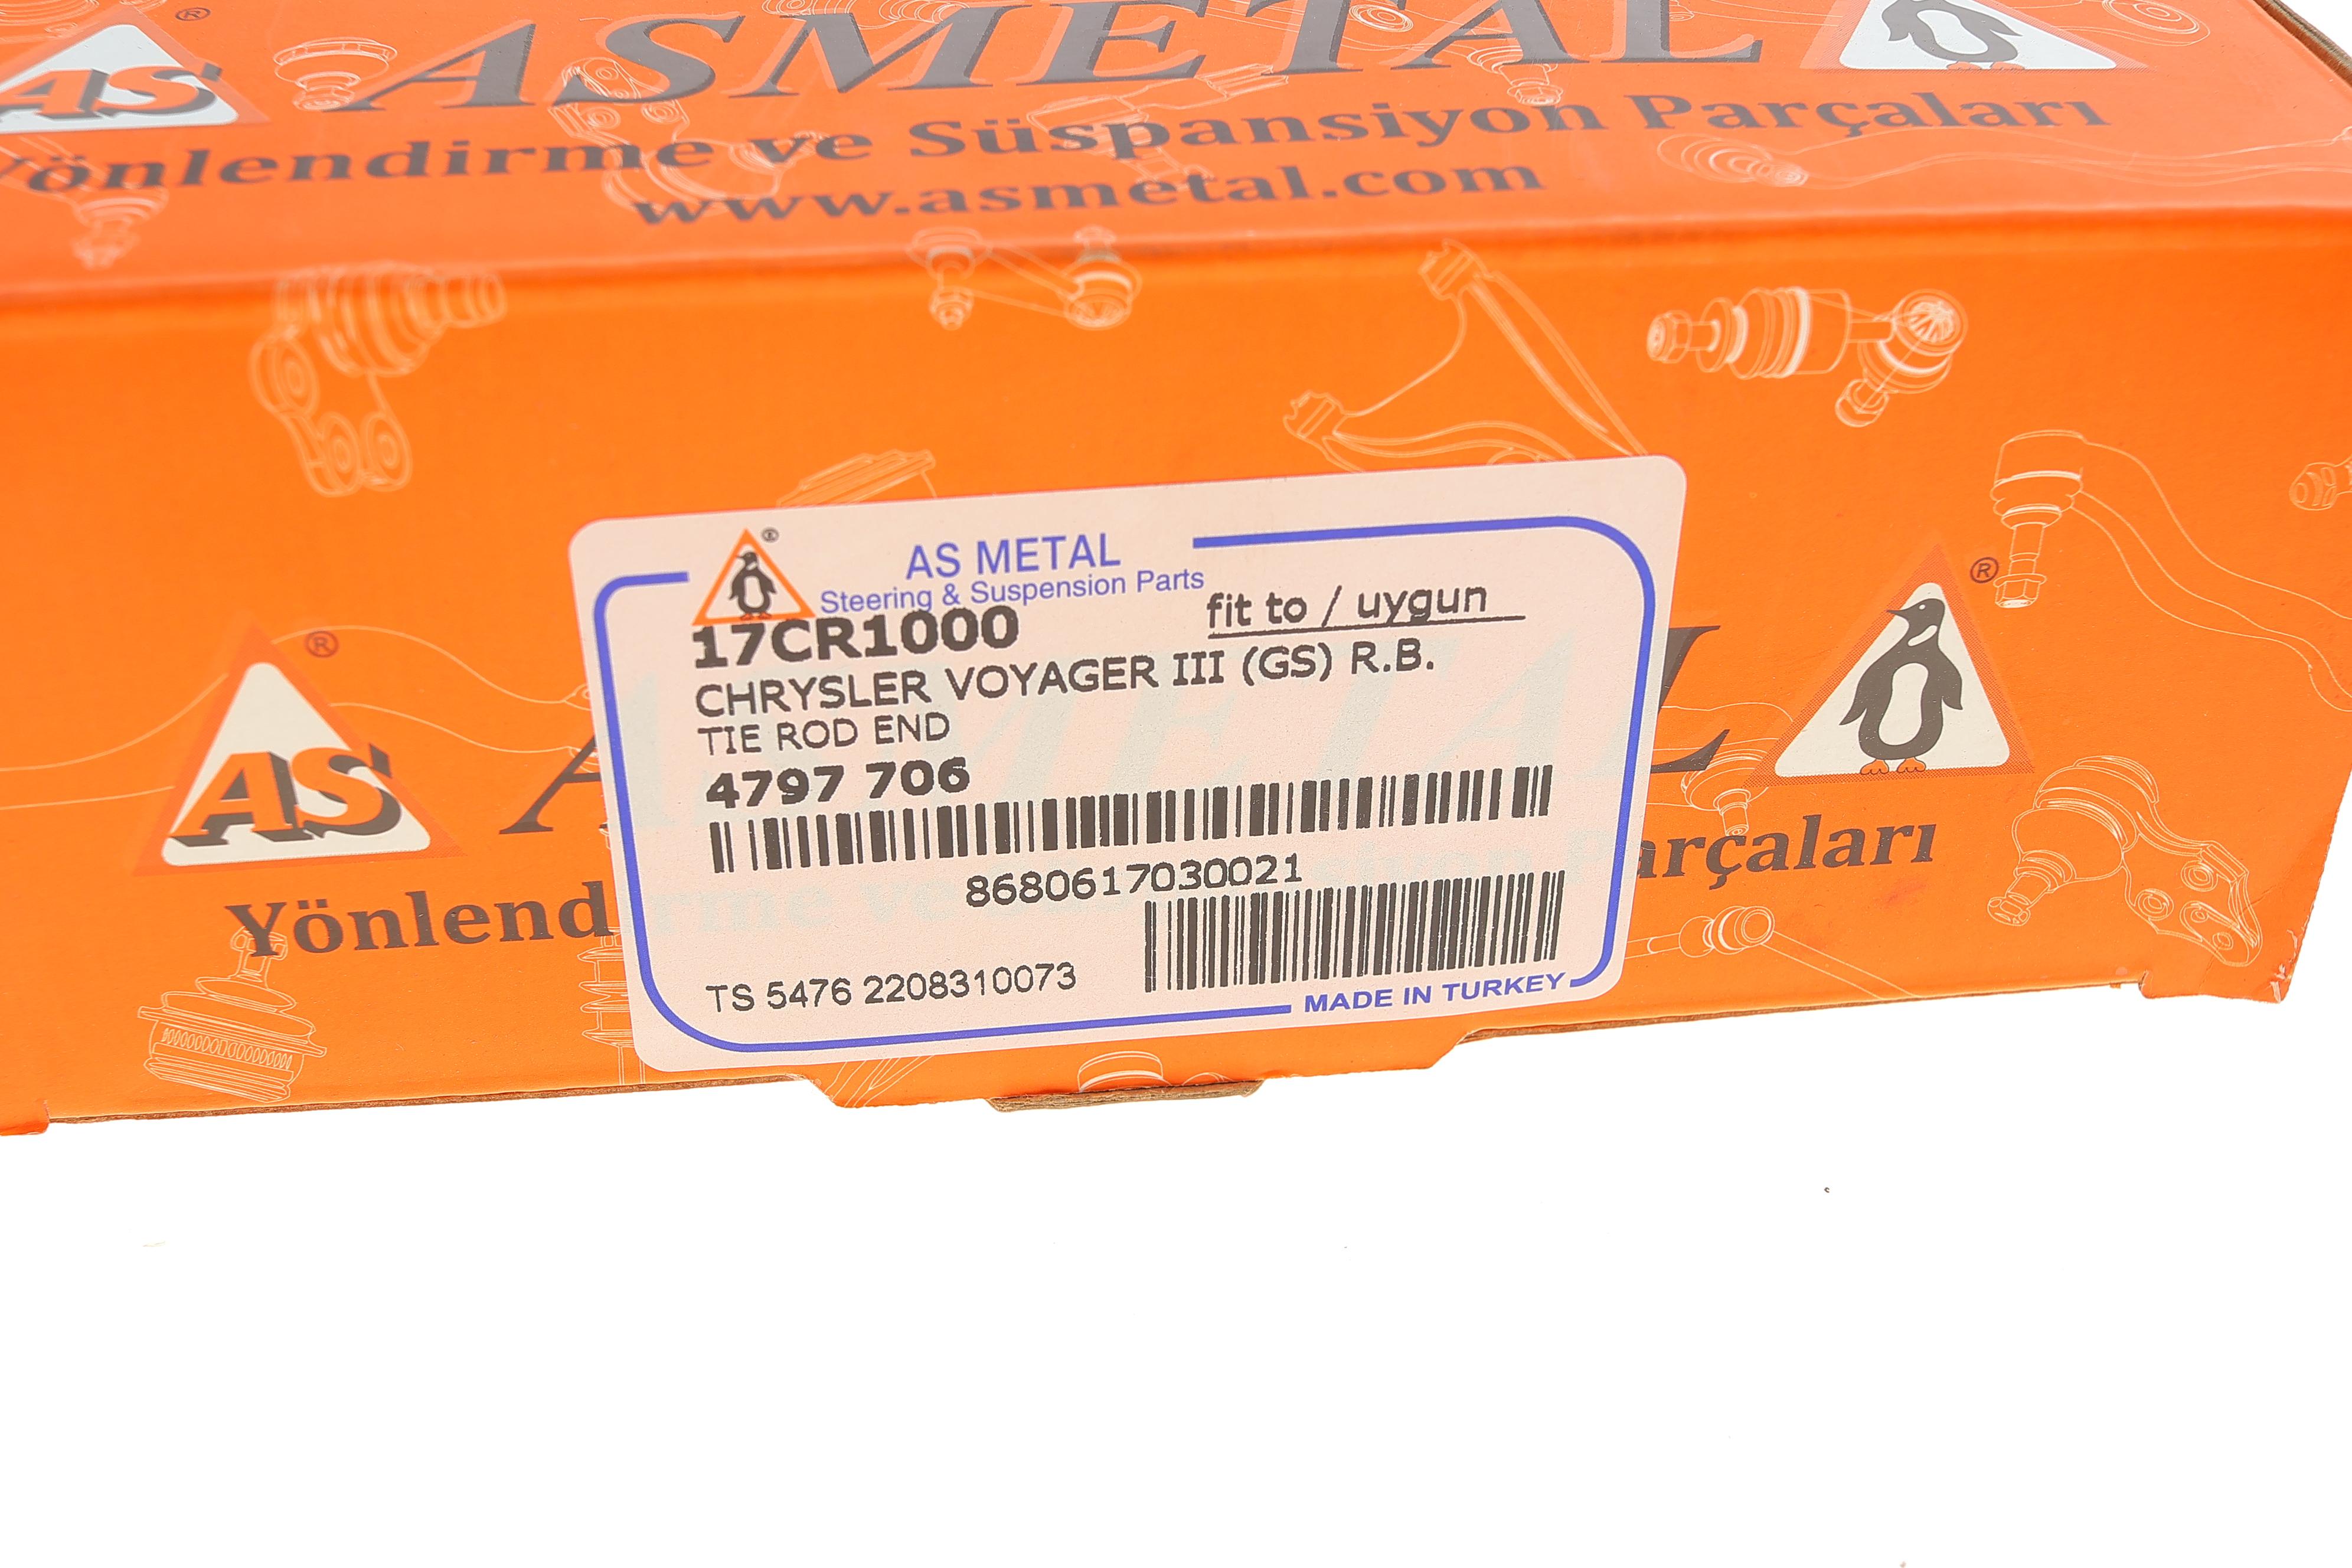 AS
®
ASMETAL
Yönlendirme ve Süspansiyon Parçaları
www.asmetal.com
AS METAL
Steering & Suspension Parts
17CR1000
fit to / uygun
CHRYSLER VOYAGER III (GS) R.B.
TIE ROD END
4797 706
8680617030021
TS 5476 2208310073
MADE IN TURKEY
AS
®
A
L
®
Yönlend
arçaları